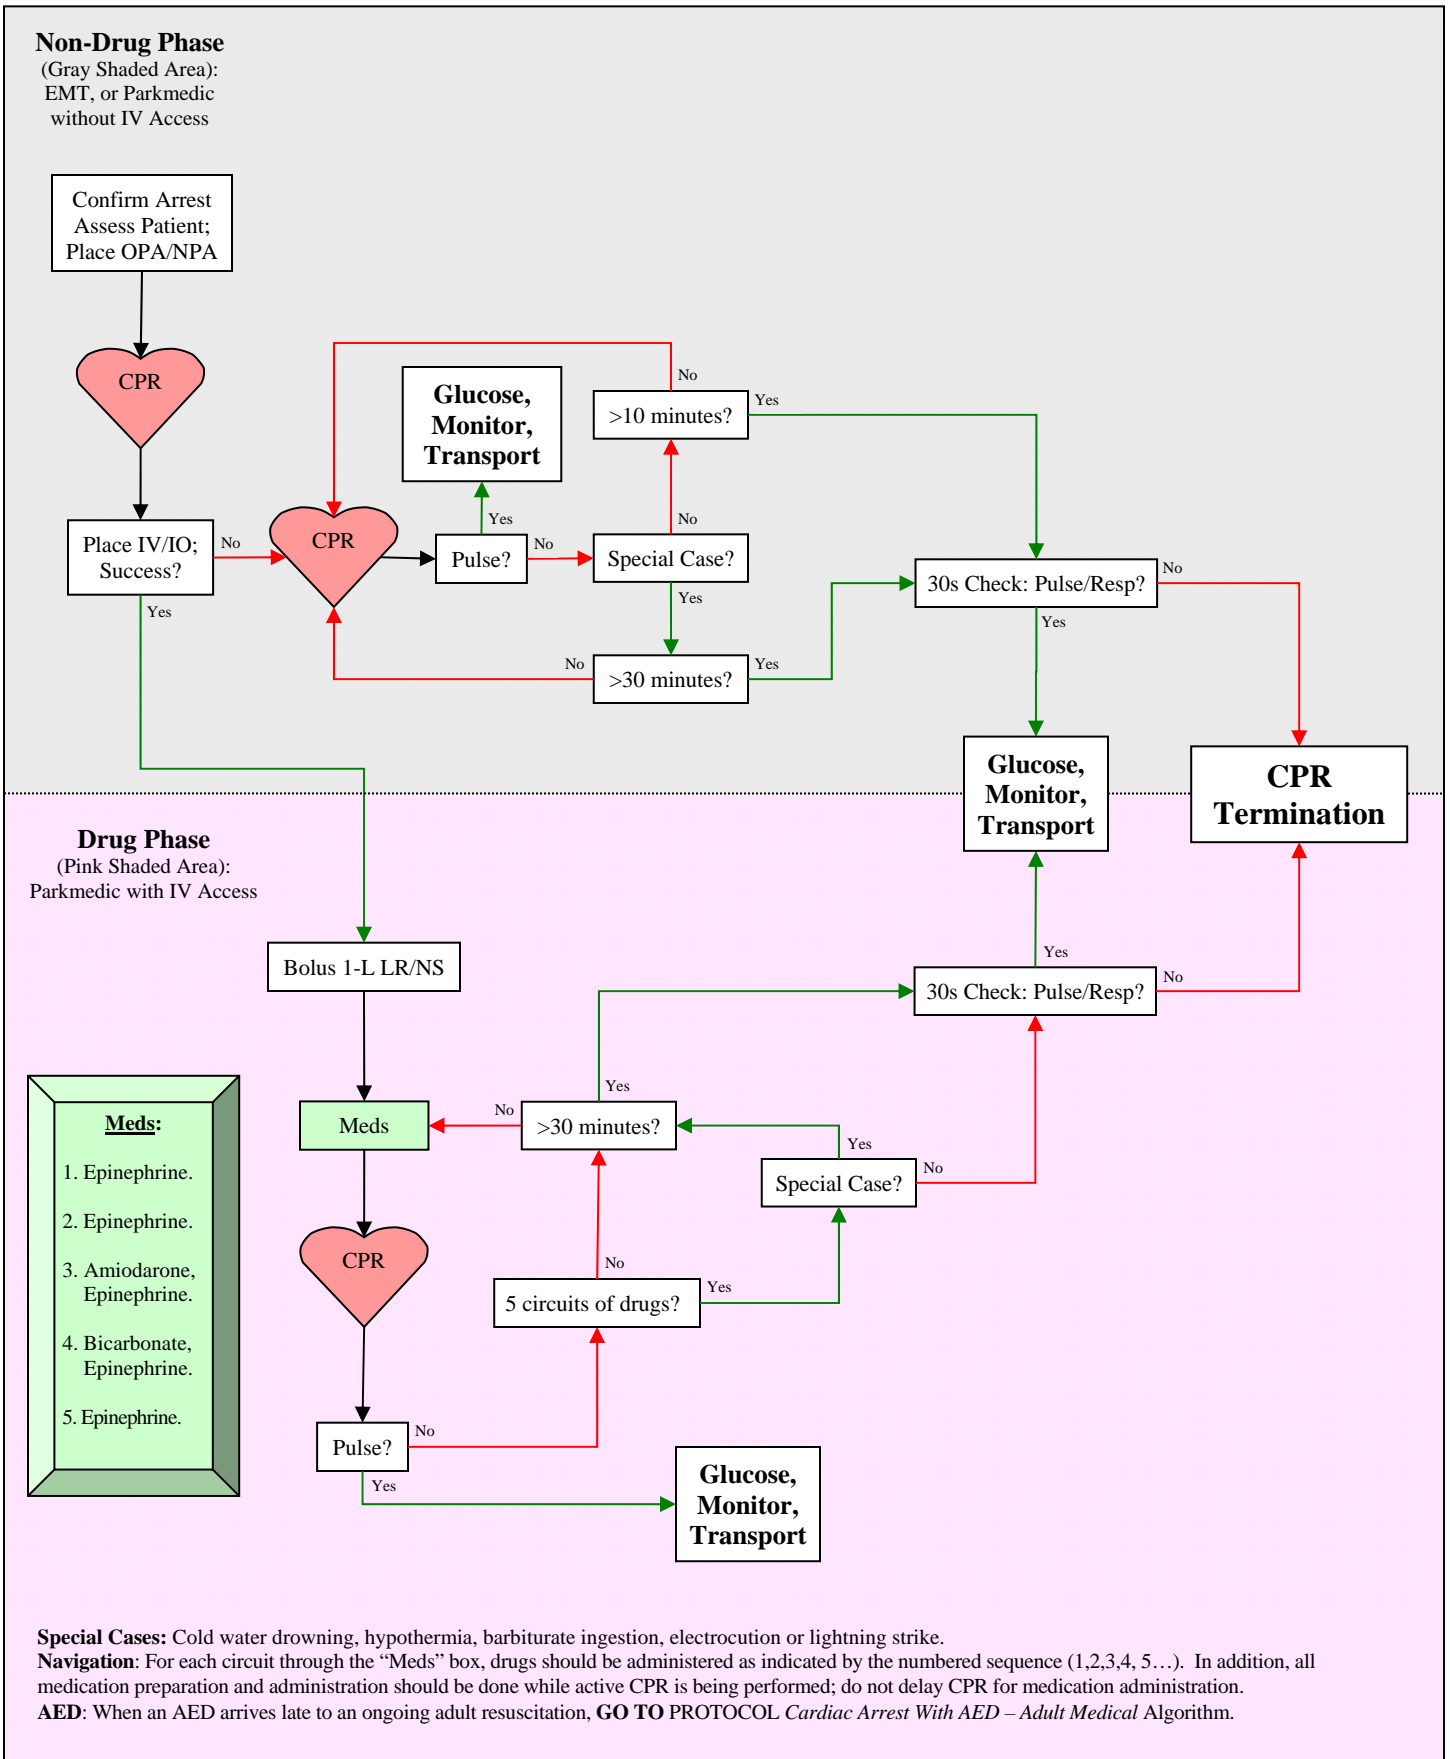 Non-Drug Phase
(Gray Shaded Area):
EMT, or Parkmedic
without IV Access
Confirm Arrest
Assess Patient;
Place OPA/NPA
CPR
Place IV/IO;
Success?
No
Yes
CPR
Pulse?
Yes
No
Glucose,
Monitor,
Transport
Special Case?
No
Yes
>10 minutes?
No
Yes
>30 minutes?
No
Yes
30s Check: Pulse/Resp?
No
Yes
Glucose,
Monitor,
Transport
CPR
Termination
Drug Phase
(Pink Shaded Area):
Parkmedic with IV Access
Bolus 1-L LR/NS
Meds
CPR
Pulse?
No
Yes
Glucose,
Monitor,
Transport
5 circuits of drugs?
No
Yes
Special Case?
Yes
No
>30 minutes?
No
Yes
30s Check: Pulse/Resp?
Yes
No
Meds:
1. Epinephrine.
2. Epinephrine.
3. Amiodarone,
Epinephrine.
4. Bicarbonate,
Epinephrine.
5. Epinephrine.
Special Cases: Cold water drowning, hypothermia, barbiturate ingestion, electrocution or lightning strike.
Navigation: For each circuit through the “Meds” box, drugs should be administered as indicated by the numbered sequence (1,2,3,4, 5…). In addition, all
medication preparation and administration should be done while active CPR is being performed; do not delay CPR for medication administration.
AED: When an AED arrives late to an ongoing adult resuscitation, GO TO PROTOCOL Cardiac Arrest With AED – Adult Medical Algorithm.